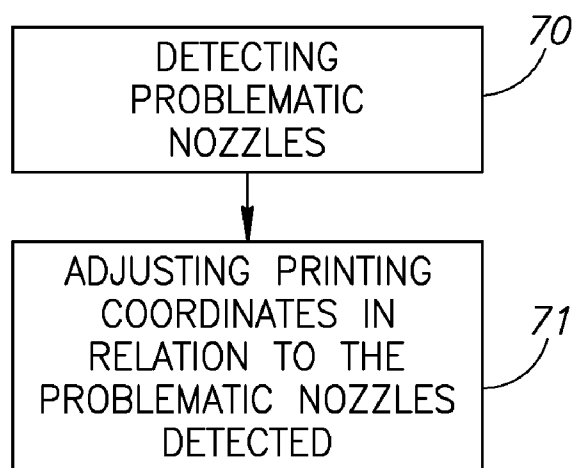 70
DETECTING
PROBLEMATIC
NOZZLES
ADJUSTING PRINTING
COORDINATES IN
RELATION TO THE
PROBLEMATIC NOZZLES
DETECTED
71